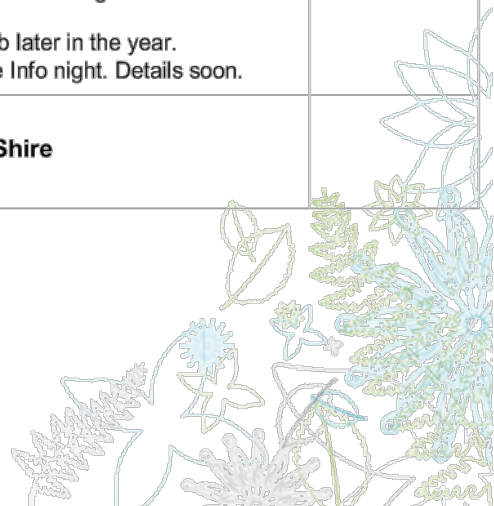 b later in the year.
e Info night. Details soon.
Shire